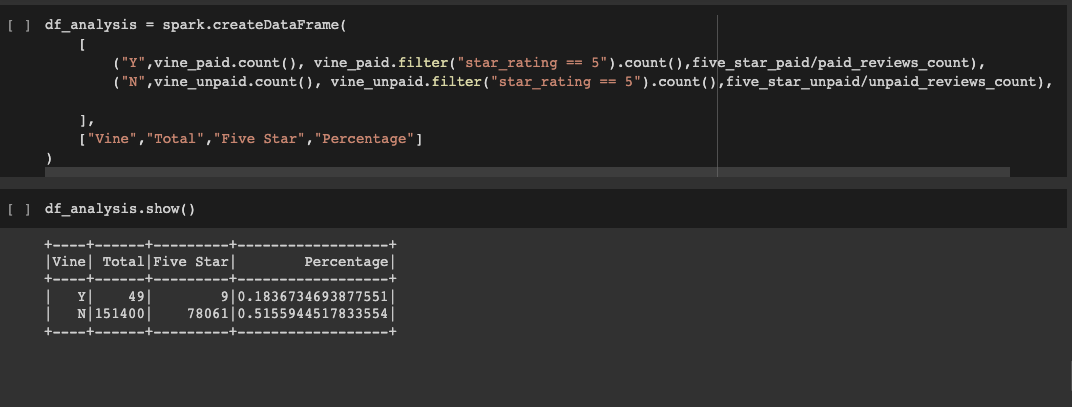 [ ] df_analysis = spark.createDataFrame(
[
("Y",vine_paid.count(), vine_paid.filter("star_rating == 5").count(),five_star_paid/paid_reviews_count),
("N",vine_unpaid.count(), vine_unpaid.filter("star_rating == 5").count(),five_star_unpaid/unpaid_reviews_count),
],
["Vine","Total","Five Star","Percentage"]
)
[ ] df_analysis.show()
+----+------+---------+------------------+
|Vine| Total|Five Star|        Percentage|
+----+------+---------+------------------+
|   Y|    49|        9|0.1836734693877551|
|   N|151400|    78061|0.5155944517833554|
+----+------+---------+------------------+